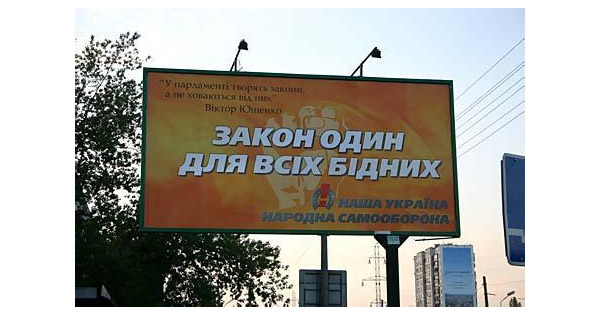 "У парламенті творять закони,
а не ховаються від них"
Віктор Ющенко
ЗАКОН ОДИН
ДЛЯ ВСІХ БІДНИХ
НАША УКРАЇНА
НАРОДНА САМООБОРОНА